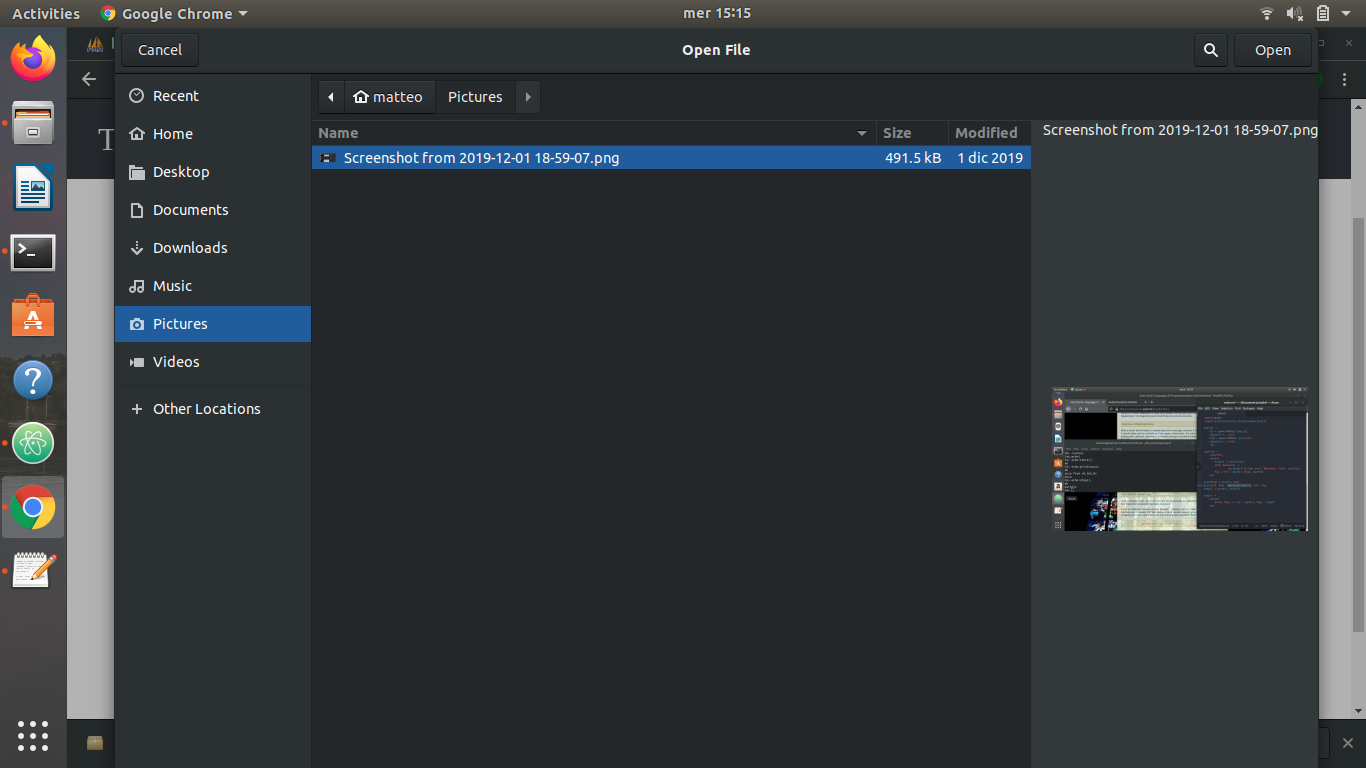 Activities
Google Chrome
mer 15:15
Cancel
Open File
Open
Recent
Home
Desktop
Documents
Downloads
Music
Pictures
Videos
Other Locations
matteo
Pictures
Name
Size
Modified
Screenshot from 2019-12-01 18-59-07.png
491.5 kB
1 dic 2019
Screenshot from 2019-12-01 18-59-07.png
T